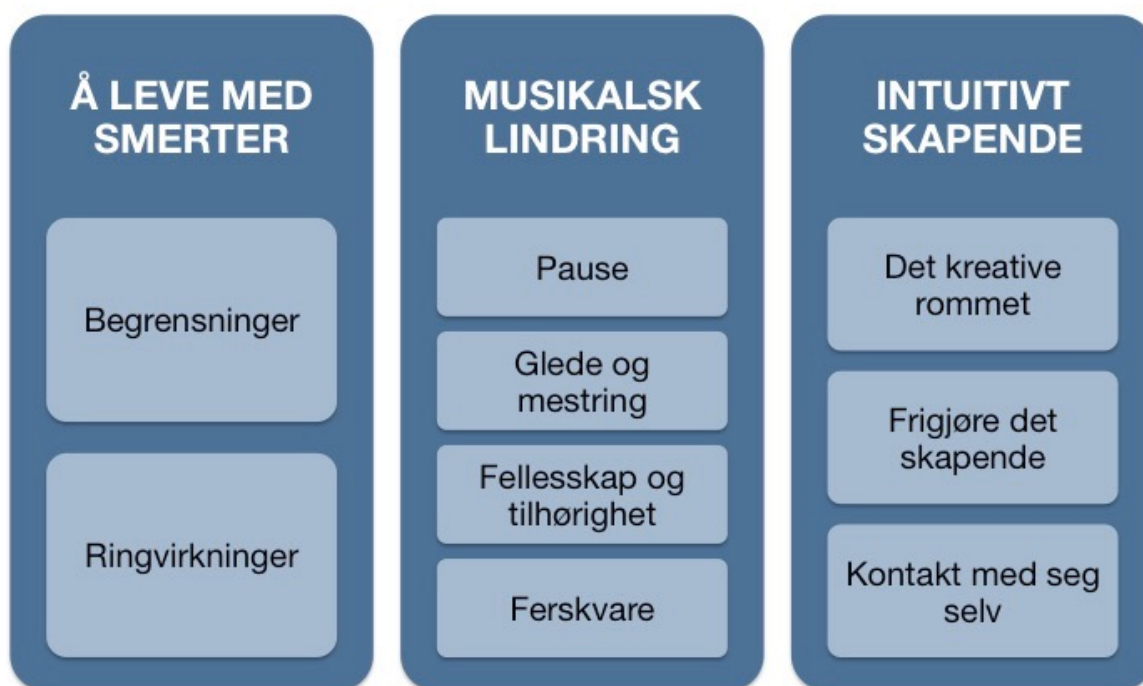 Å LEVE MED
SMERTER
Begrensninger
Ringvirkninger
MUSIKALSK
LINDRING
Pause
Glede og
mestring
Fellesskap og
tilhørighet
Ferskvare
INTUITIVT
SKAPENDE
Det kreative
rommet
Frigjøre det
skapende
Kontakt med seg
selv